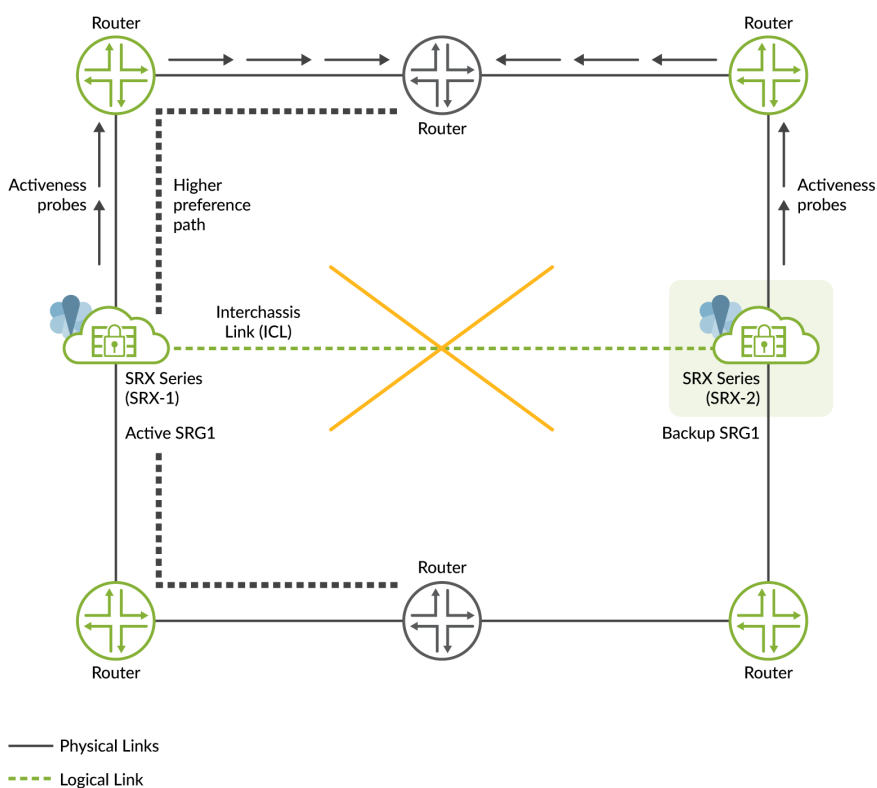 Router
Router
Router
Activeness
probes
Higher
preference
path
Activeness
probes
Interchassis
Link (ICL)
SRX Series
(SRX-1)
SRX Series
(SRX-2)
Active SRG1
Backup SRG1
Router
Router
Router
Physical Links
Logical Link